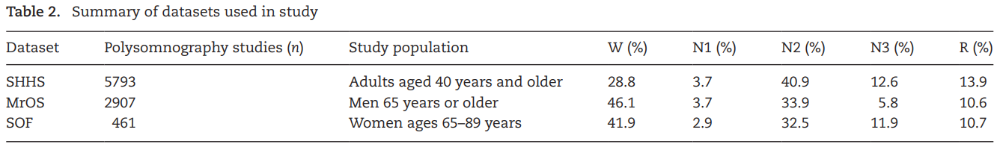 Table 2. Summary of datasets used in study
Dataset Polysomnography studies (n) Study population W (%) N1 (%) N2 (%) N3 (%) R (%)
SHHS 5793 Adults aged 40 years and older 28.8 3.7 40.9 12.6 13.9
MrOS 2907 Men 65 years or older 46.1 3.7 33.9 5.8 10.6
SOF 461 Women ages 65–89 years 41.9 2.9 32.5 11.9 10.7